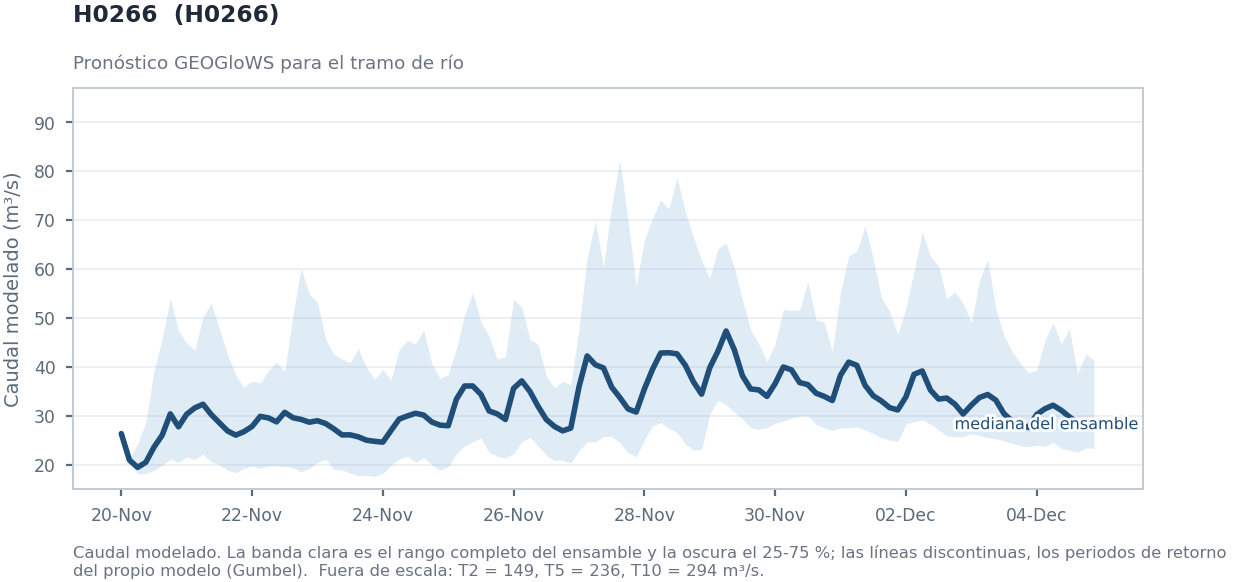 H0266  (H0266)
Pronóstico GEOGloWS para el tramo de río
Caudal modelado (m³/s)
90
80
70
60
50
40
30
20
mediana del ensamble
20-Nov
22-Nov
24-Nov
26-Nov
28-Nov
30-Nov
02-Dec
04-Dec
Caudal modelado. La banda clara es el rango completo del ensamble y la oscura el 25-75 %; las líneas discontinuas, los periodos de retorno
del propio modelo (Gumbel).  Fuera de escala: T2 = 149, T5 = 236, T10 = 294 m³/s.